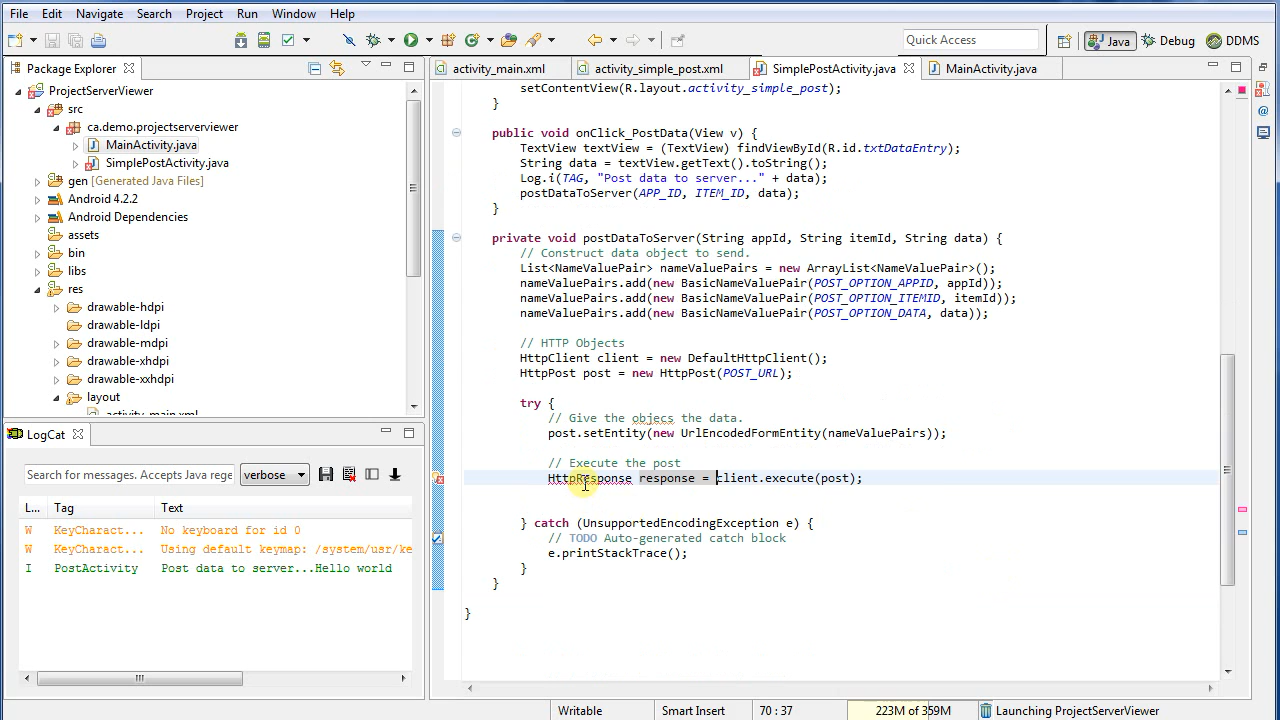 File Edit Navigate Search Project Run Window Help
Quick Access
Java
Debug
DDMS
Package Explorer
ProjectServerViewer
src
ca.demo.projectserverviewer
MainActivity.java
SimplePostActivity.java
gen [Generated Java Files]
Android 4.2.2
Android Dependencies
assets
bin
libs
res
drawable-hdpi
drawable-ldpi
drawable-mdpi
drawable-xhdpi
drawable-xxhdpi
layout
activity_main.xml
LogCat
Search for messages. Accepts Java rege
verbose
L... Tag Text
W KeyCharact... No keyboard for id 0
W KeyCharact... Using default keymap: /system/usr/ke
I PostActivity Post data to server...Hello world
activity_main.xml activity_simple_post.xml SimplePostActivity.java MainActivity.java
setContentView(R.layout.activity_simple_post);
}
public void onClick_PostData(View v) {
TextView textView = (TextView) findViewById(R.id.txtDataEntry);
String data = textView.getText().toString();
Log.i(TAG, "Post data to server..." + data);
postDataToServer(APP_ID, ITEM_ID, data);
}
private void postDataToServer(String appId, String itemId, String data) {
// Construct data object to send.
List<NameValuePair> nameValuePairs = new ArrayList<NameValuePair>();
nameValuePairs.add(new BasicNameValuePair(POST_OPTION_APPID, appId));
nameValuePairs.add(new BasicNameValuePair(POST_OPTION_ITEMID, itemId));
nameValuePairs.add(new BasicNameValuePair(POST_OPTION_DATA, data));
// HTTP Objects
HttpClient client = new DefaultHttpClient();
HttpPost post = new HttpPost(POST_URL);
try {
// Give the objecs the data.
post.setEntity(new UrlEncodedFormEntity(nameValuePairs));
// Execute the post
HttpResponse response = client.execute(post);
} catch (UnsupportedEncodingException e) {
// TODO Auto-generated catch block
e.printStackTrace();
}
}
}
Writable
Smart Insert
70 : 37
223M of 359M
Launching ProjectServerViewer